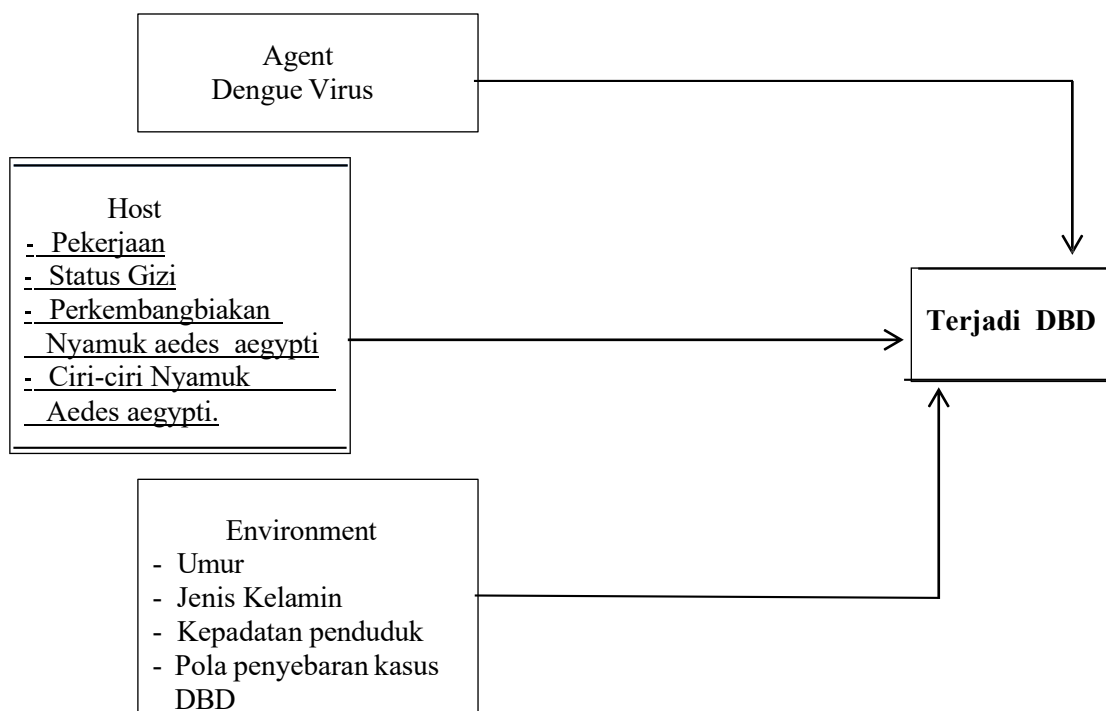 Agent
Dengue Virus
Host
- Pekerjaan
- Status Gizi
- Perkembangbiakan
Nyamuk aedes aegypti
- Ciri-ciri Nyamuk
Aedes aegypti.
Terjadi DBD
Environment
- Umur
- Jenis Kelamin
- Kepadatan penduduk
- Pola penyebaran kasus
DBD